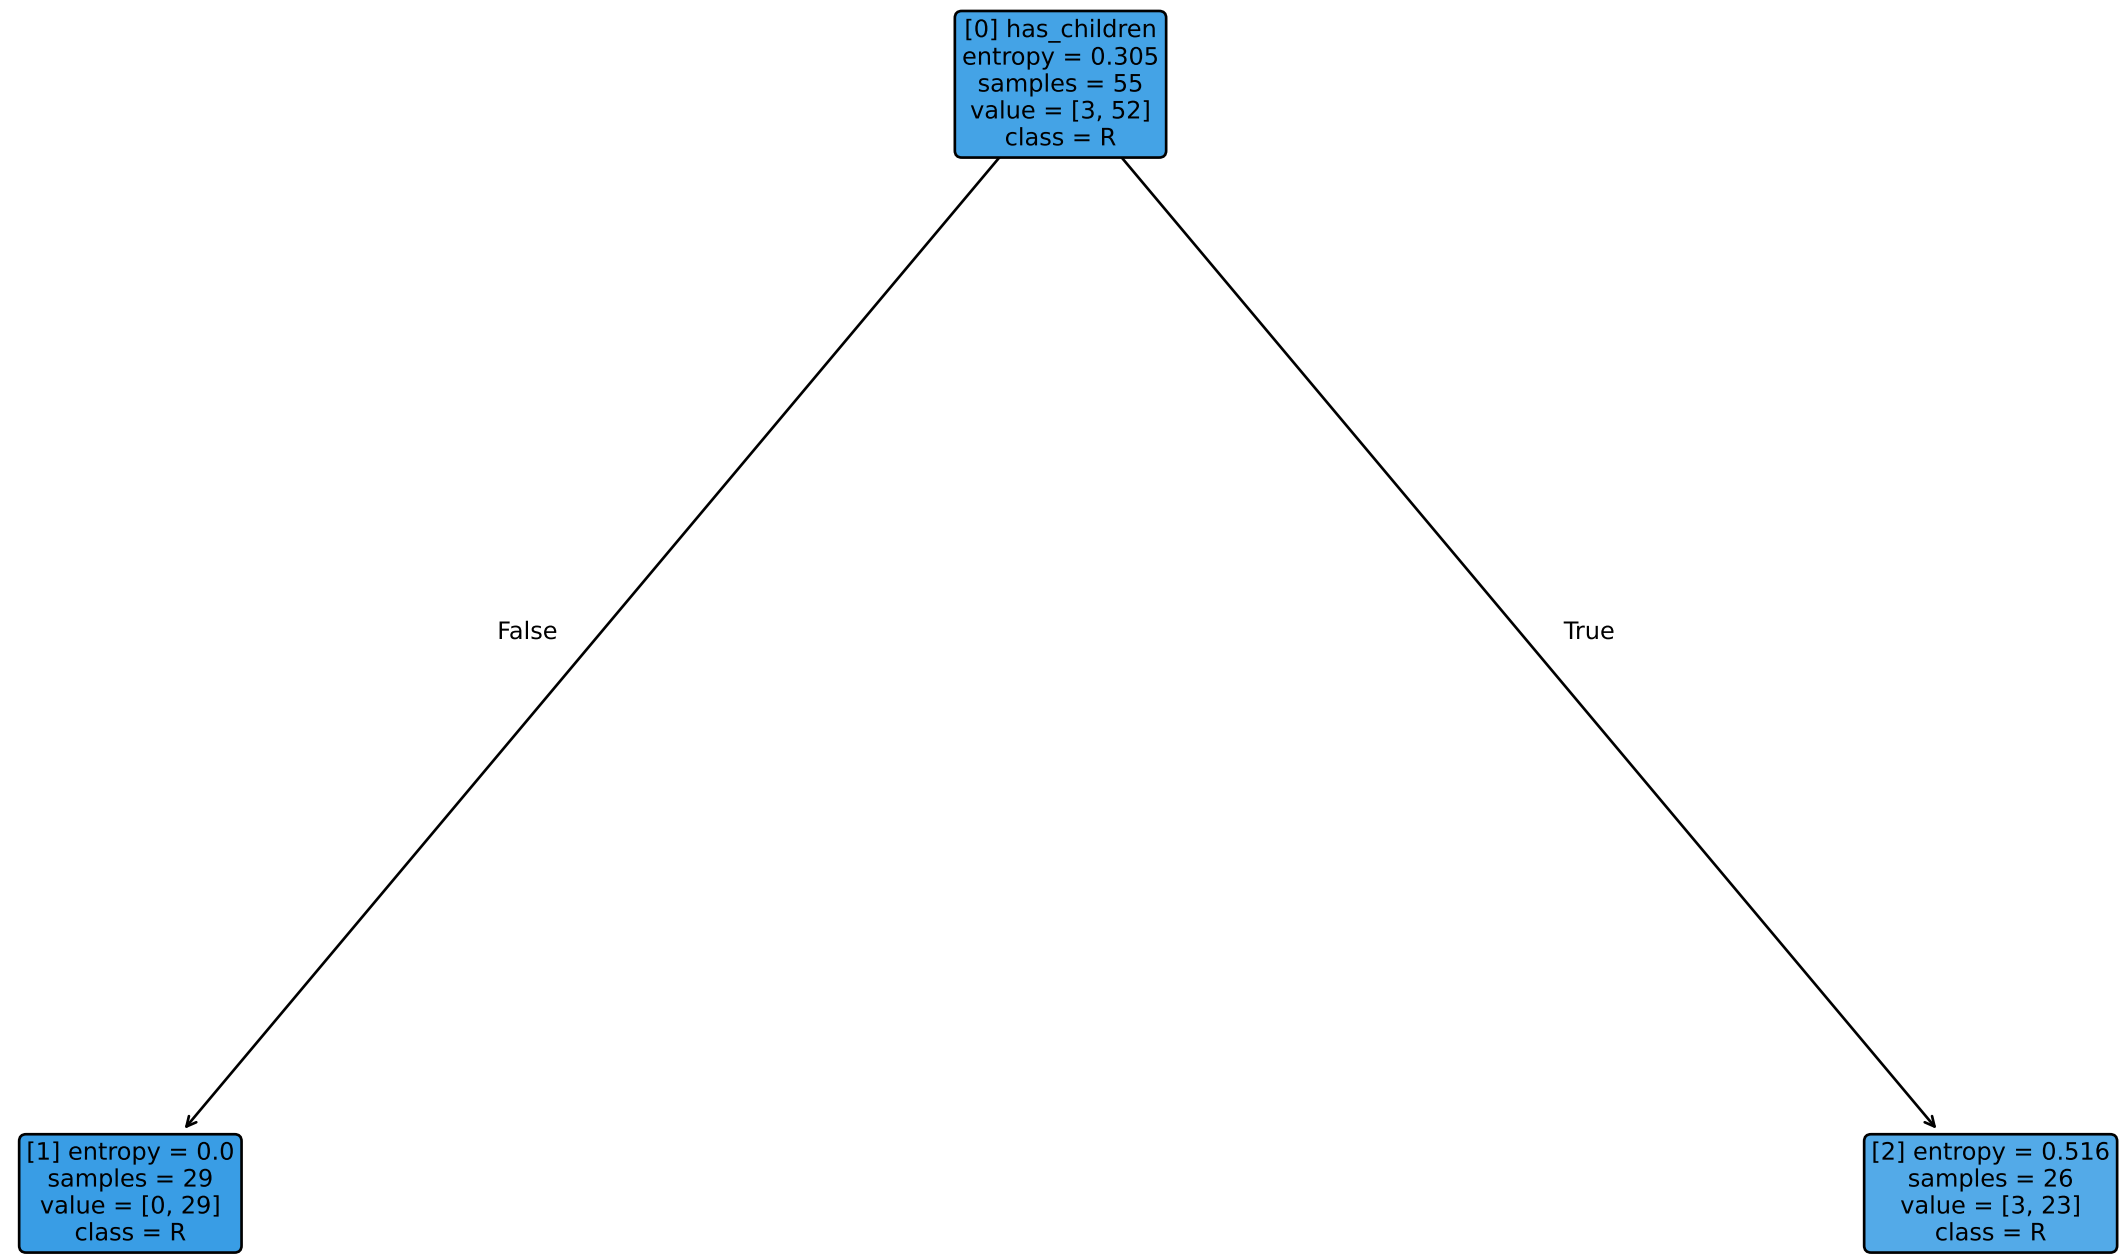 [0] has_children
entropy = 0.305
samples = 55
value = [3, 52]
class = R
False
True
[1] entropy = 0.0
samples = 29
value = [0, 29]
class = R
[2] entropy = 0.516
samples = 26
value = [3, 23]
class = R